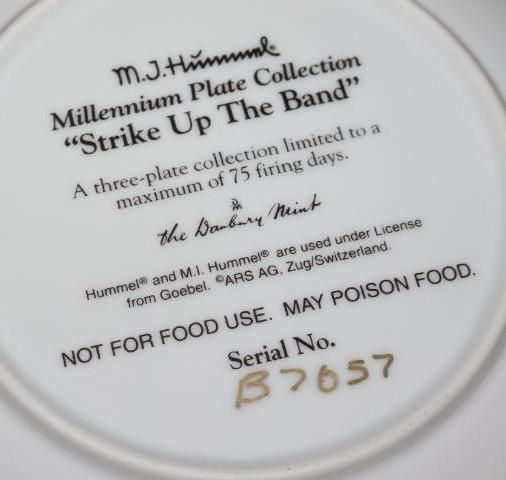 M.J.Hummel
Millennium Plate Collection
“Strike Up The Band”
A three-plate collection limited to a
maximum of 75 firing days.
the Danbury Mint
Hummel® and M.I. Hummel® are used under License
from Goebel. ©ARS AG, Zug/Switzerland.
NOT FOR FOOD USE. MAY POISON FOOD.
Serial No.
B7657